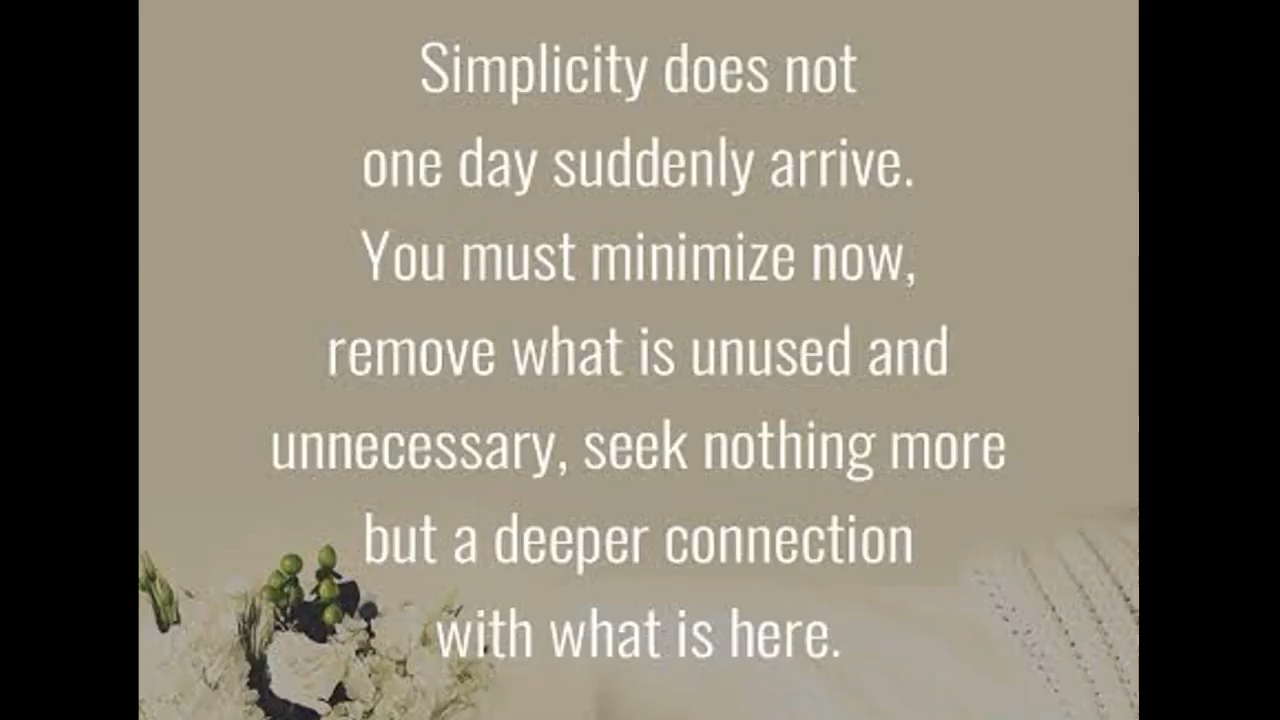 Simplicity does not
one day suddenly arrive.
You must minimize now,
remove what is unused and
unnecessary, seek nothing more
but a deeper connection
with what is here.